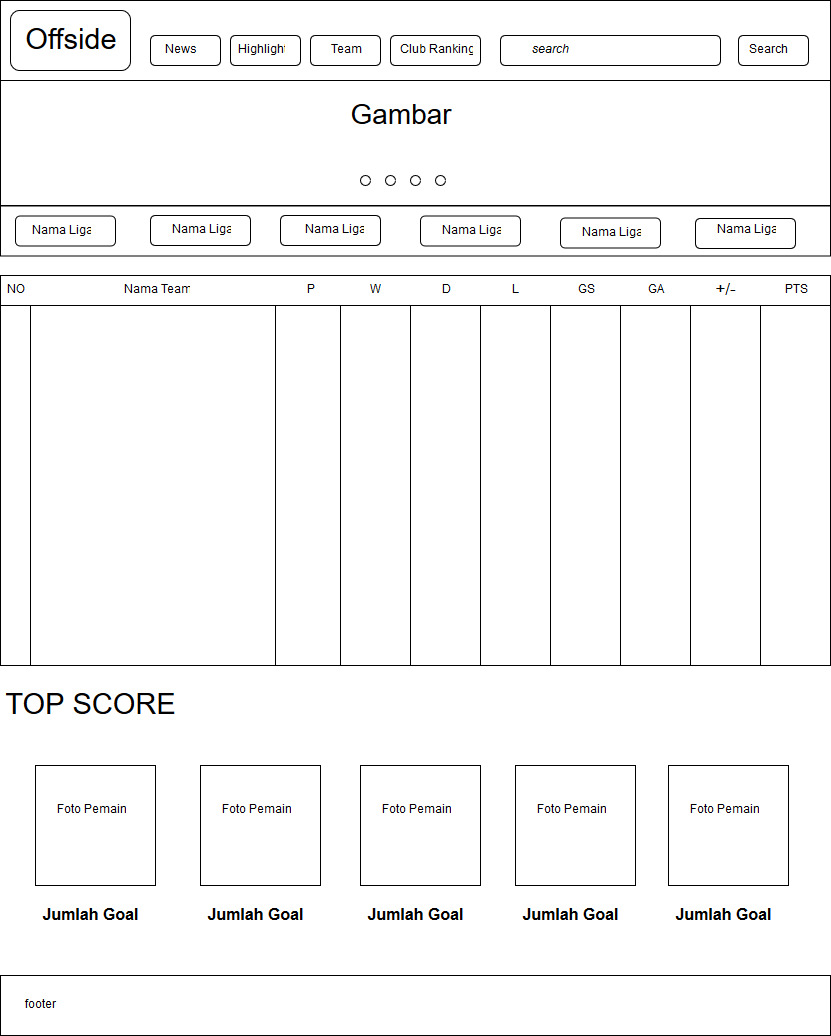 Offside
News
Highlight
Team
Club Ranking
search
Search
Gambar
Nama Liga
Nama Liga
Nama Liga
Nama Liga
Nama Liga
Nama Liga
NO Nama Team P W D L GS GA +/- PTS
TOP SCORE
Foto Pemain Foto Pemain Foto Pemain Foto Pemain Foto Pemain
Jumlah Goal Jumlah Goal Jumlah Goal Jumlah Goal Jumlah Goal
footer